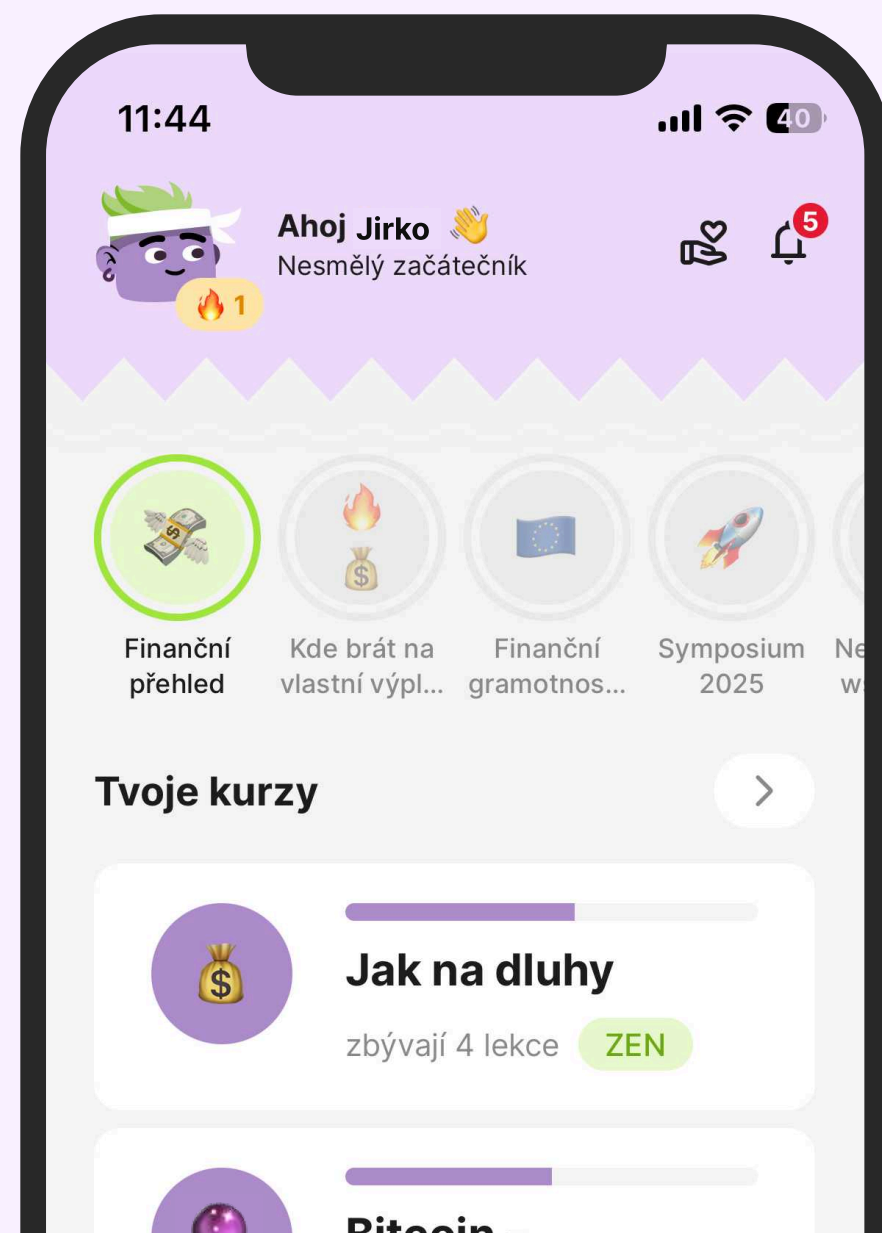 11:44
40
Ahoj Jirko 👋
5
Nesmělý začátečník
🔥 1
Finanční
přehled
Kde brát na
vlastní výpl...
Finanční
gramotnos...
Symposium
2025
Tvoje kurzy
Jak na dluhy
zbývají 4 lekce
ZEN
Bitcoin